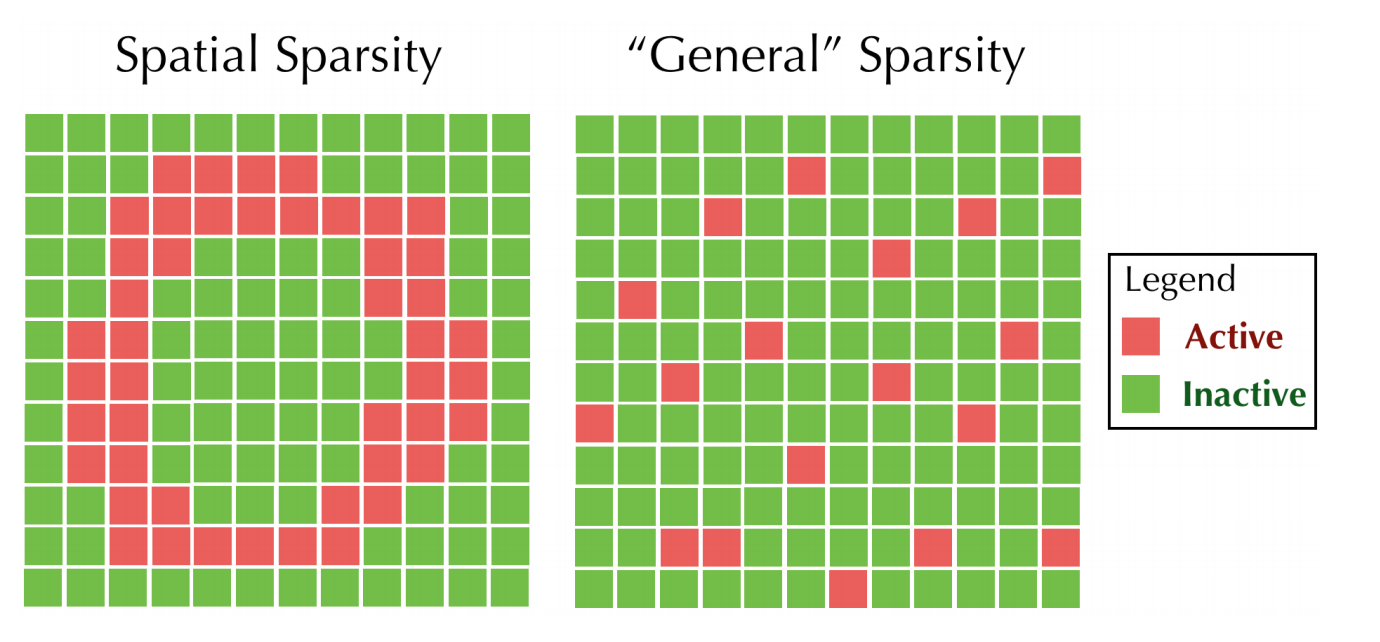 Spatial Sparsity
“General” Sparsity
Legend
Active
Inactive